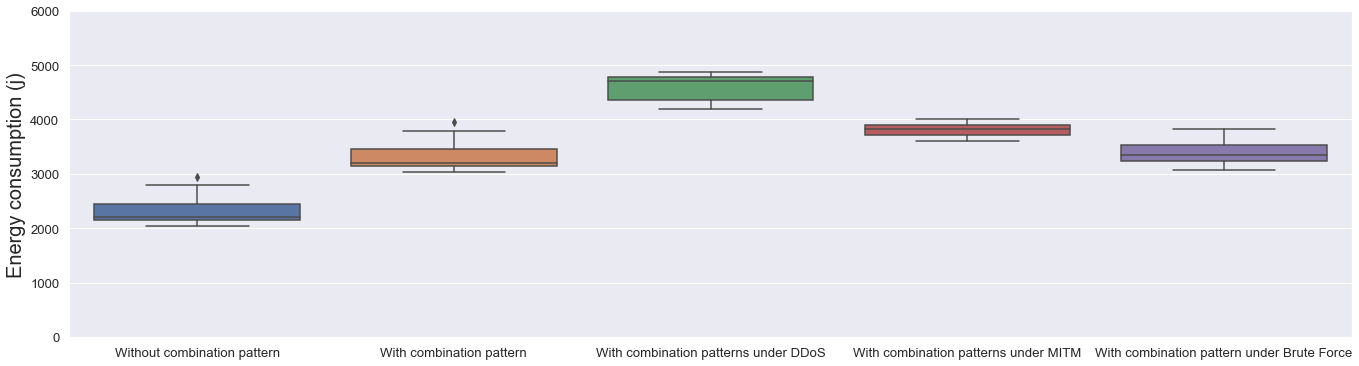 Energy consumption (j)
6000
5000
4000
3000
2000
1000
0
Without combination pattern
With combination pattern
With combination patterns under DDoS
With combination patterns under MITM
With combination pattern under Brute Force